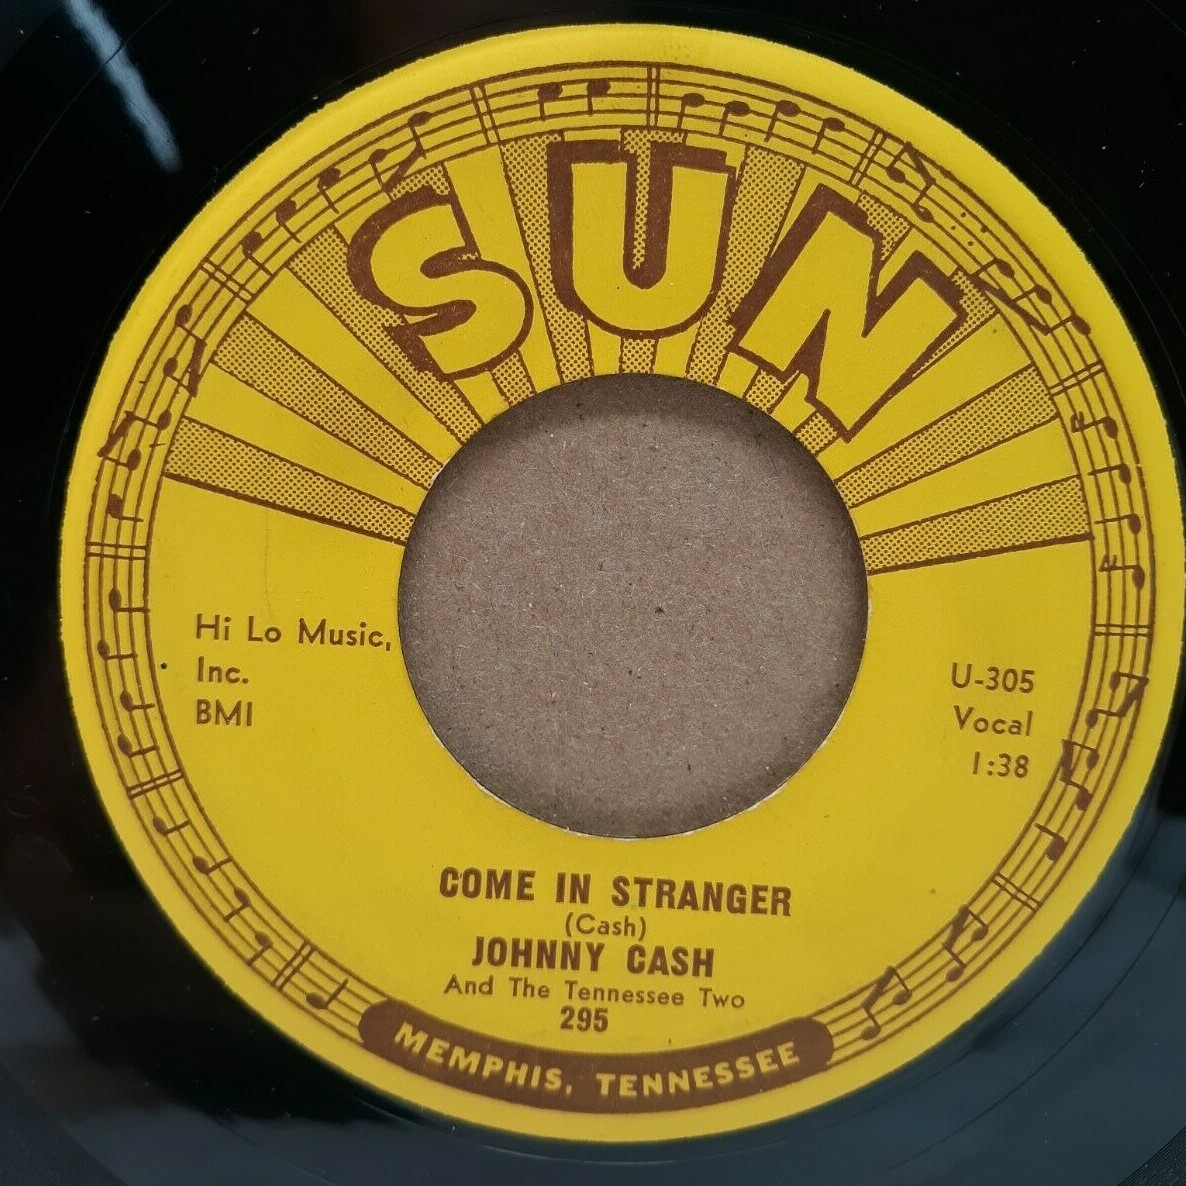 SUN
Hi Lo Music,
Inc.
BMI
U-305
Vocal
1:38
COME IN STRANGER
(Cash)
JOHNNY CASH
And The Tennessee Two
295
MEMPHIS, TENNESSEE